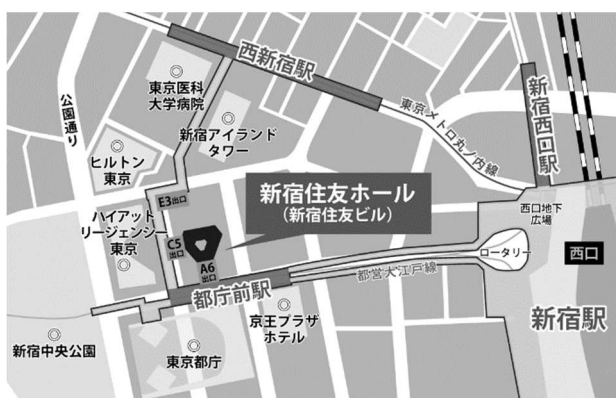 西新宿駅
東京医科
大学病院
公園通り
新宿アイランド
タワー
東京メトロ丸ノ内線
新宿西口駅
ヒルトン
東京
E3出口
新宿住友ホール
(新宿住友ビル)
西口地下
広場
ハイアット
リージェンシー
東京
C5
出口
A6
出口
ロータリー
西口
都営大江戸線
都庁前駅
新宿駅
京王プラザ
ホテル
新宿中央公園
東京都庁